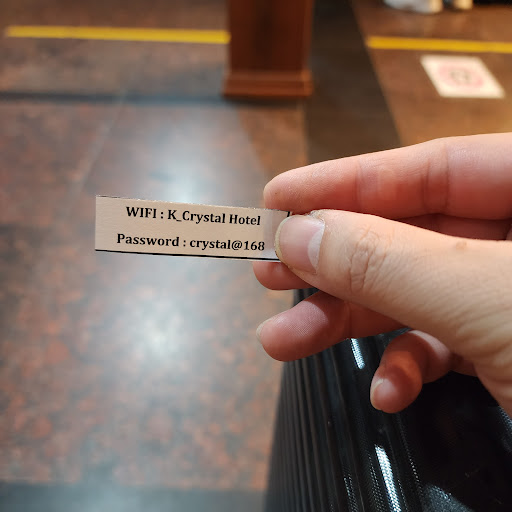 WIFI : K_Crystal Hotel
Password : crystal@168